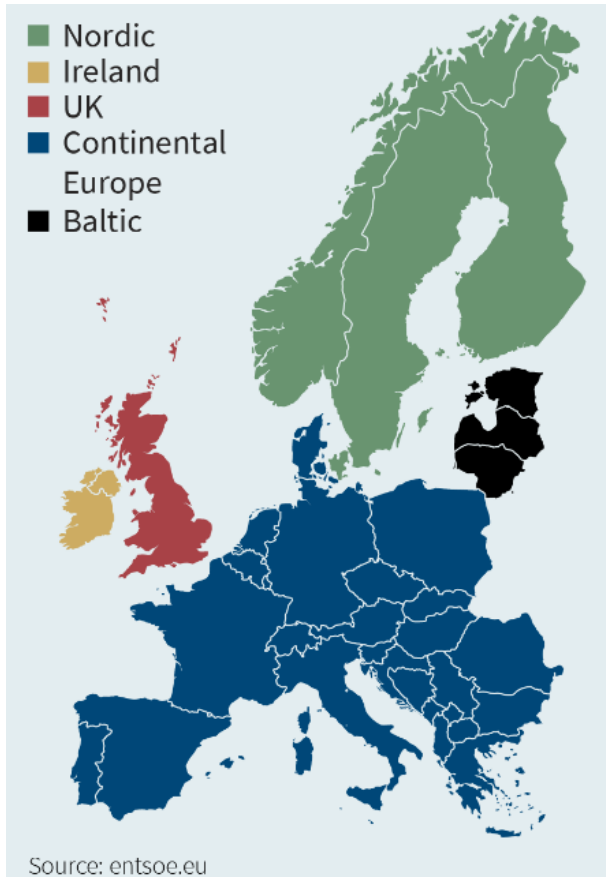 Nordic
Ireland
UK
Continental
Europe
Baltic
Source: entsoe.eu